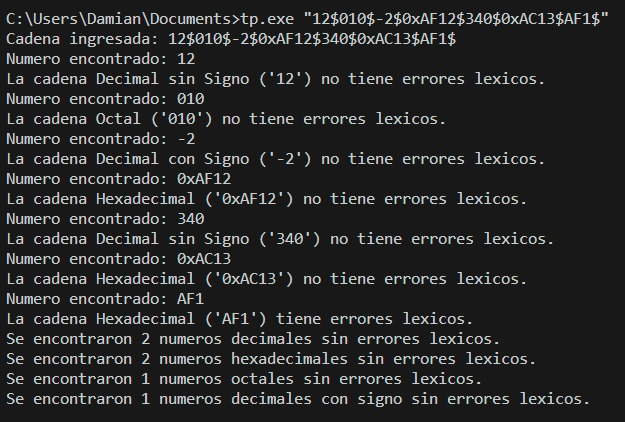 C:\Users\Damian\Documents>tp.exe "12$010$-2$0xAF12$340$0xAC13$AF1$"
Cadena ingresada: 12$010$-2$0xAF12$340$0xAC13$AF1$
Numero encontrado: 12
La cadena Decimal sin Signo ('12') no tiene errores lexicos.
Numero encontrado: 010
La cadena Octal ('010') no tiene errores lexicos.
Numero encontrado: -2
La cadena Decimal con Signo ('-2') no tiene errores lexicos.
Numero encontrado: 0xAF12
La cadena Hexadecimal ('0xAF12') no tiene errores lexicos.
Numero encontrado: 340
La cadena Decimal sin Signo ('340') no tiene errores lexicos.
Numero encontrado: 0xAC13
La cadena Hexadecimal ('0xAC13') no tiene errores lexicos.
Numero encontrado: AF1
La cadena Hexadecimal ('AF1') tiene errores lexicos.
Se encontraron 2 numeros decimales sin errores lexicos.
Se encontraron 2 numeros hexadecimales sin errores lexicos.
Se encontraron 1 numeros octales sin errores lexicos.
Se encontraron 1 numeros decimales con signo sin errores lexicos.